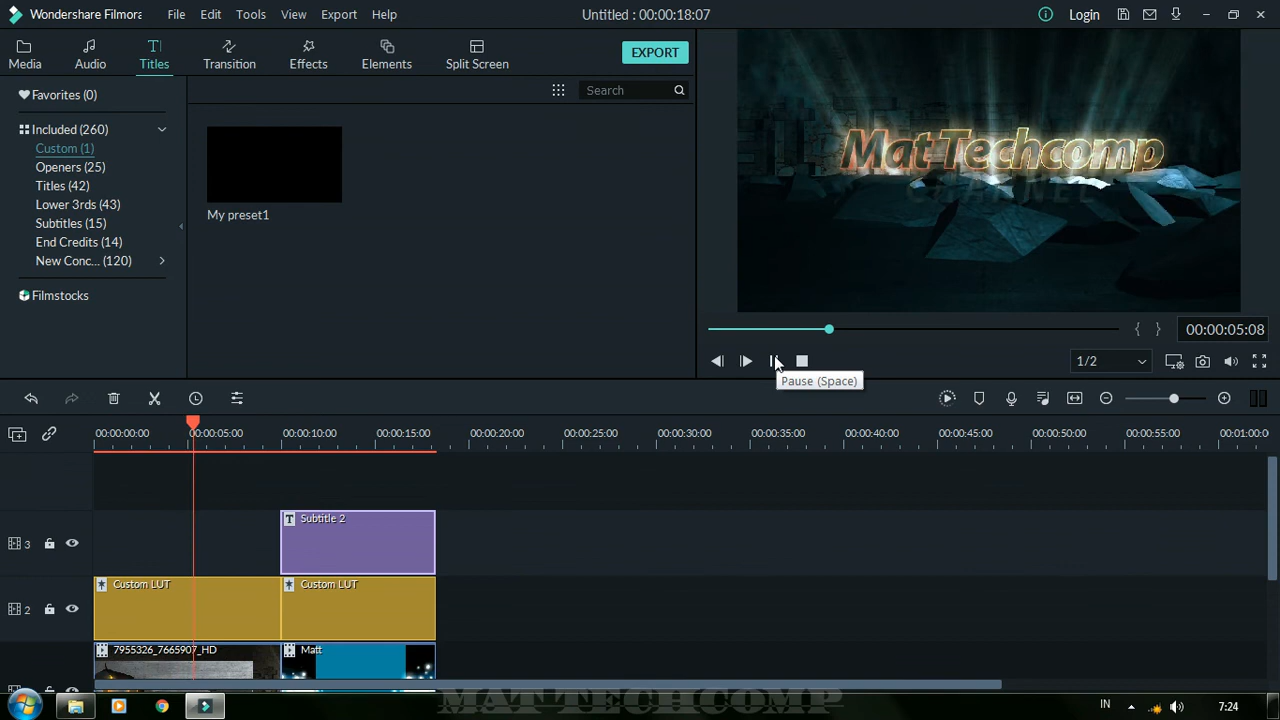 Wondershare Filmora
File
Edit
Tools
View
Export
Help
Untitled : 00:00:18:07
Login
Media
Audio
Titles
Transition
Effects
Elements
Split Screen
EXPORT
Favorites (0)
Included (260)
Custom (1)
Openers (25)
Titles (42)
Lower 3rds (43)
Subtitles (15)
End Credits (14)
New Conc... (120)
Filmstocks
Search
My preset1
Mat Techcomp
CHANNEL
00:00:05:08
1/2
Pause (Space)
00:00:00:00
00:00:05:00
00:00:10:00
00:00:15:00
00:00:20:00
00:00:25:00
00:00:30:00
00:00:35:00
00:00:40:00
00:00:45:00
00:00:50:00
00:00:55:00
00:01:00:0
3
Subtitle 2
2
Custom LUT
Custom LUT
7955326_7665907_HD
Matt
MAT TECHCOMP
IN
7:24